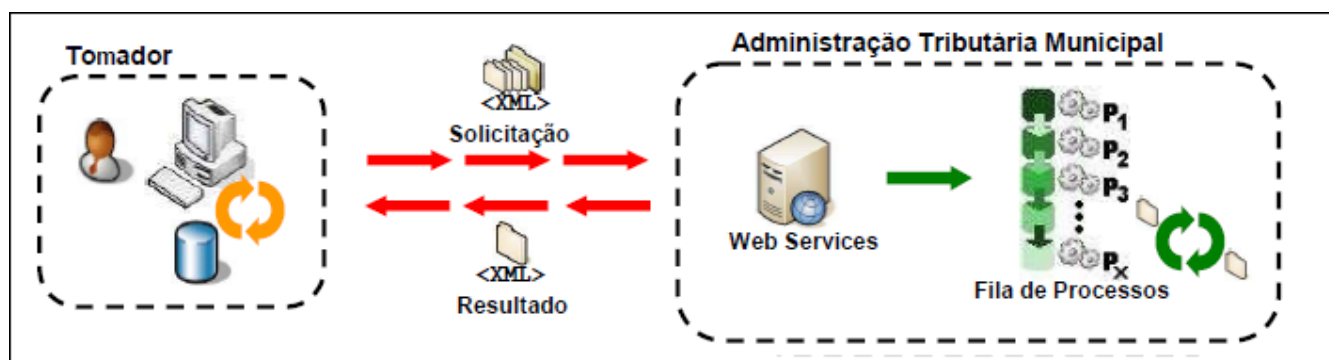 Tomador
<XML>
Solicitação
<XML>
Resultado
Administração Tributária Municipal
Web Services
P1
P2
P3
Px
Fila de Processos